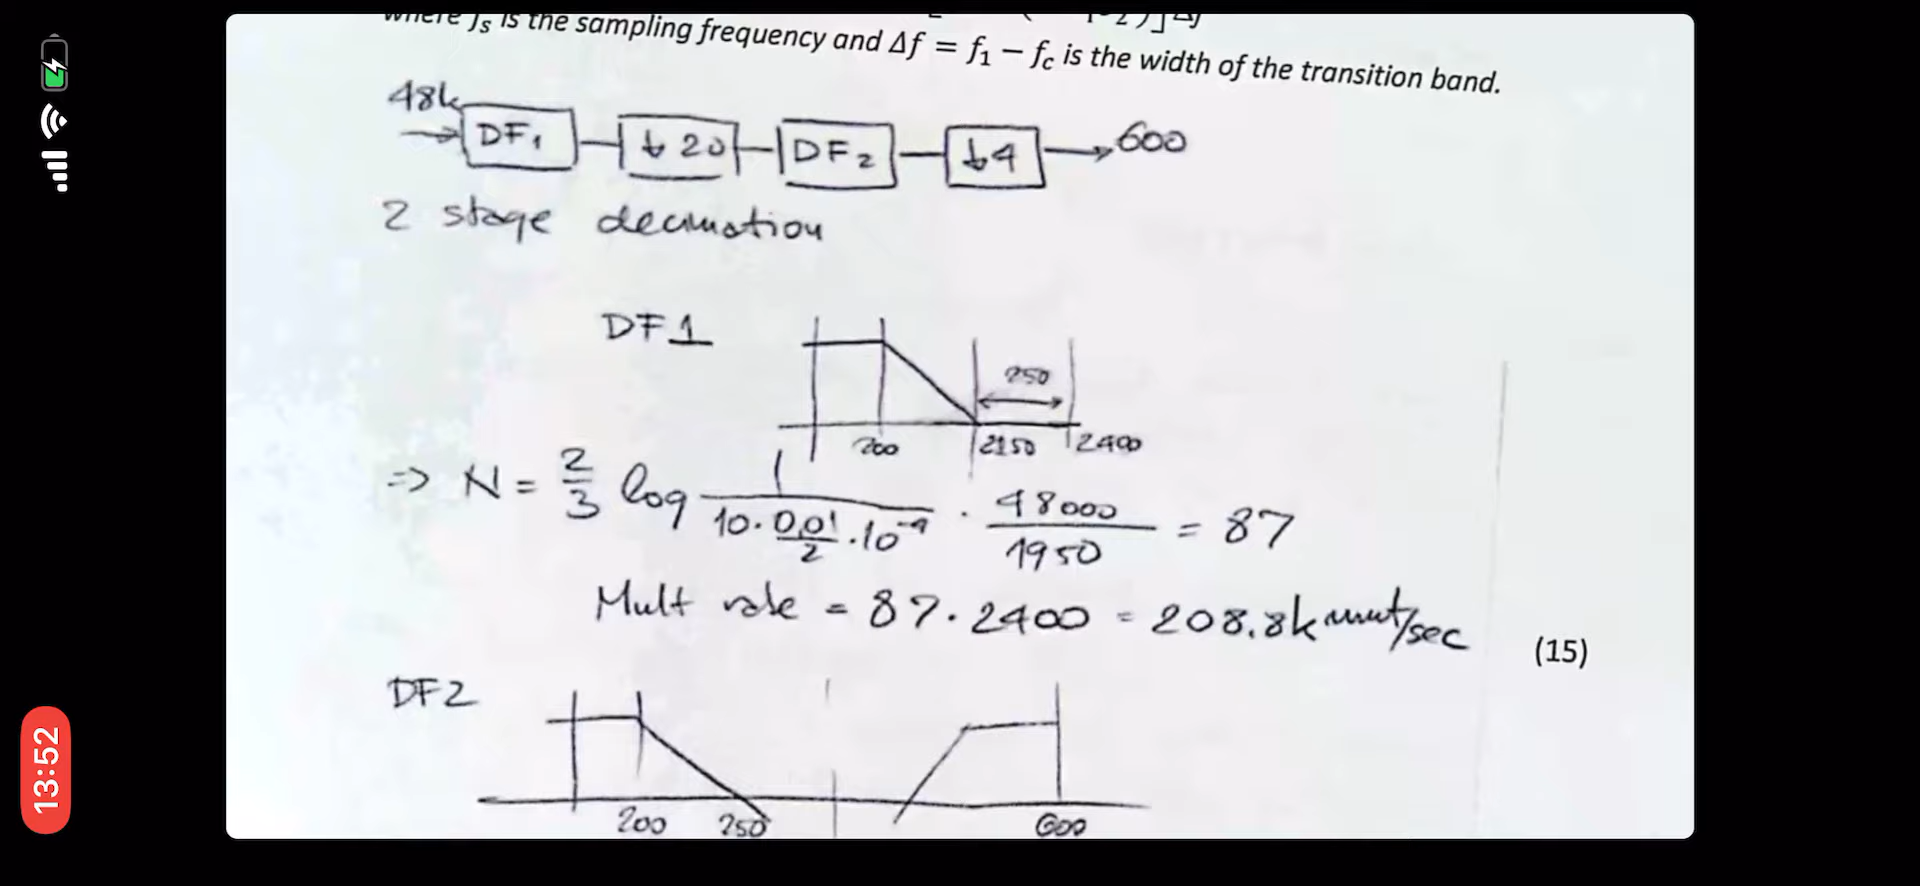 where fs is the sampling frequency and Δf = f₁ − fc is the width of the transition band.
48k
DF₁ ↓ 20 DF₂ ↓4 600
2 stage decimation
DF1
250
200 2150 2400
=> N = 2/3 log 1/(10 · 0,01/2 · 10⁻⁴) · 48000/1950 = 87
Mult rate = 87 . 2400 = 208.8k mult/sec
(15)
DF2
200 250 600
13:52